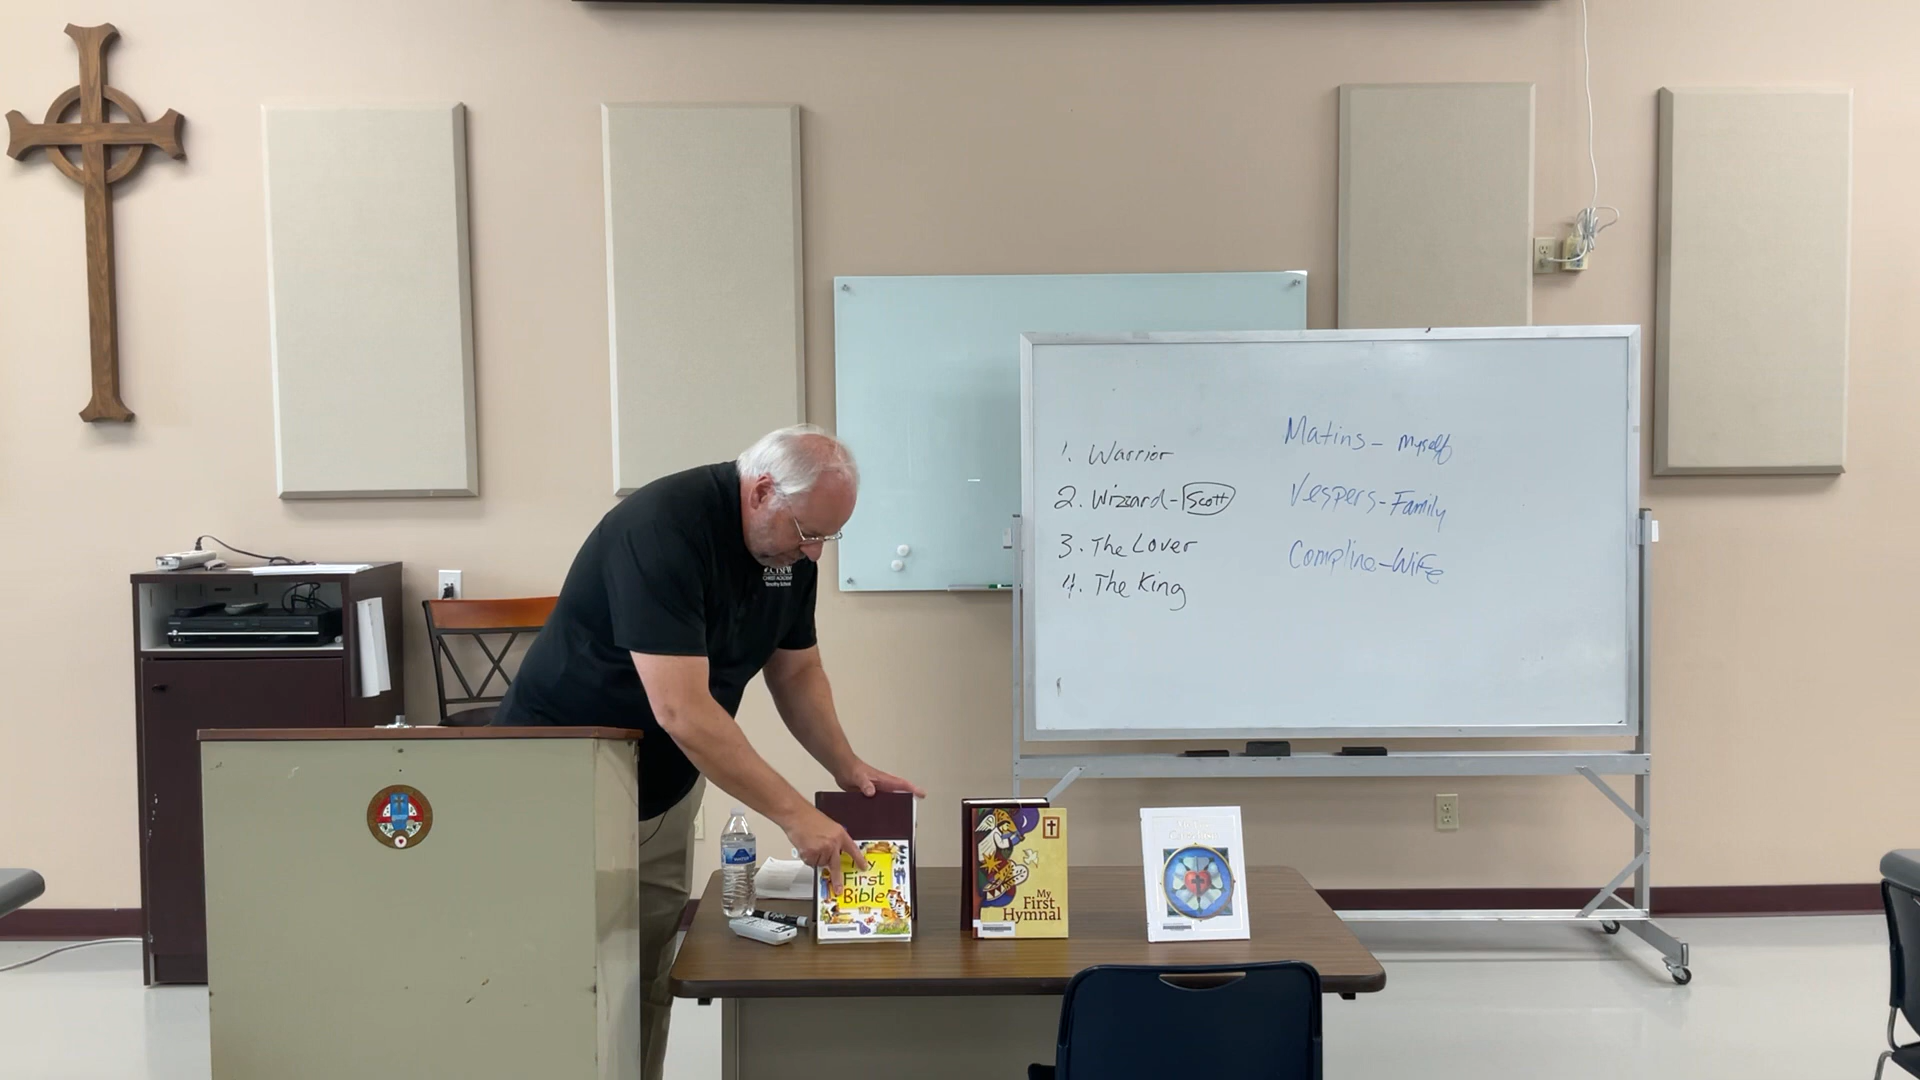 1. Warrior
2. Wizzard - Scott
3. The Lover
4. The King
Matins - myself
Vespers - Family
Compline - Wife
My
First
Bible
My
First
Hymnal